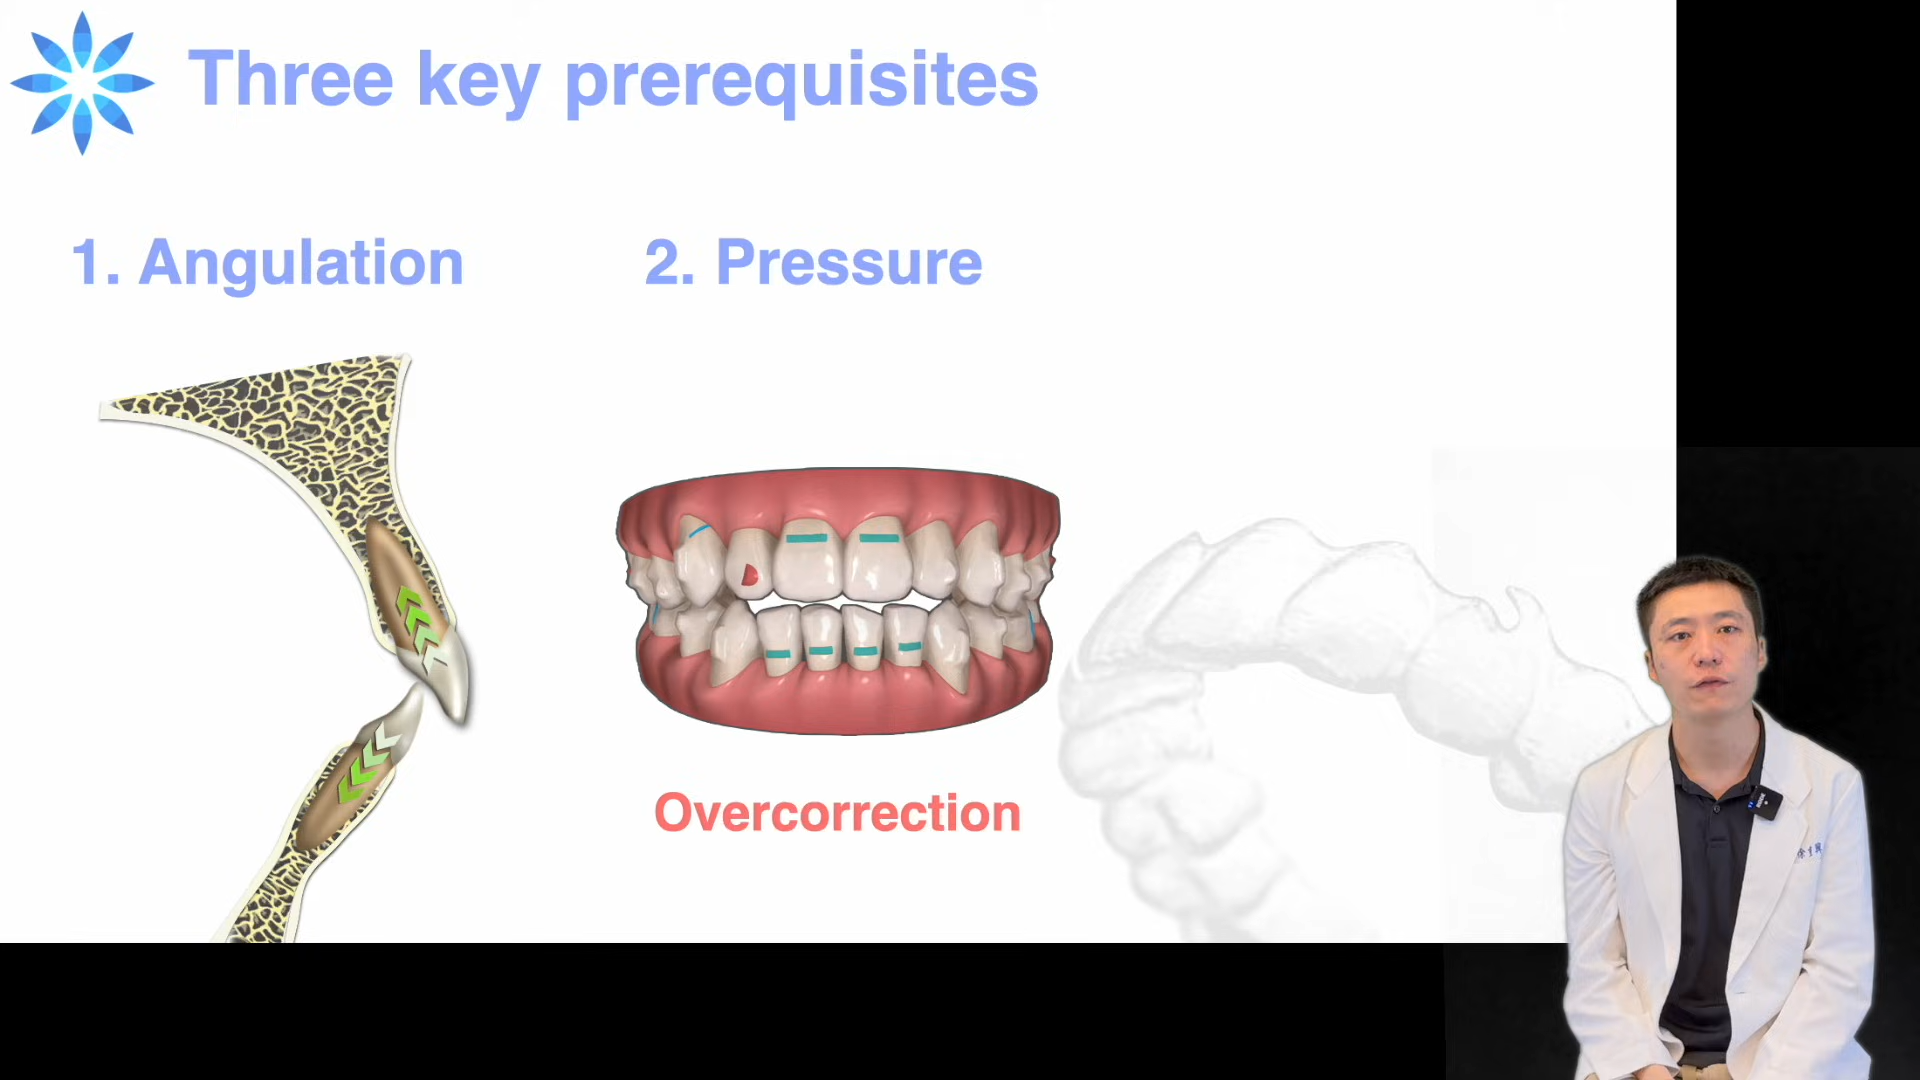 Three key prerequisites
1. Angulation
2. Pressure
Overcorrection